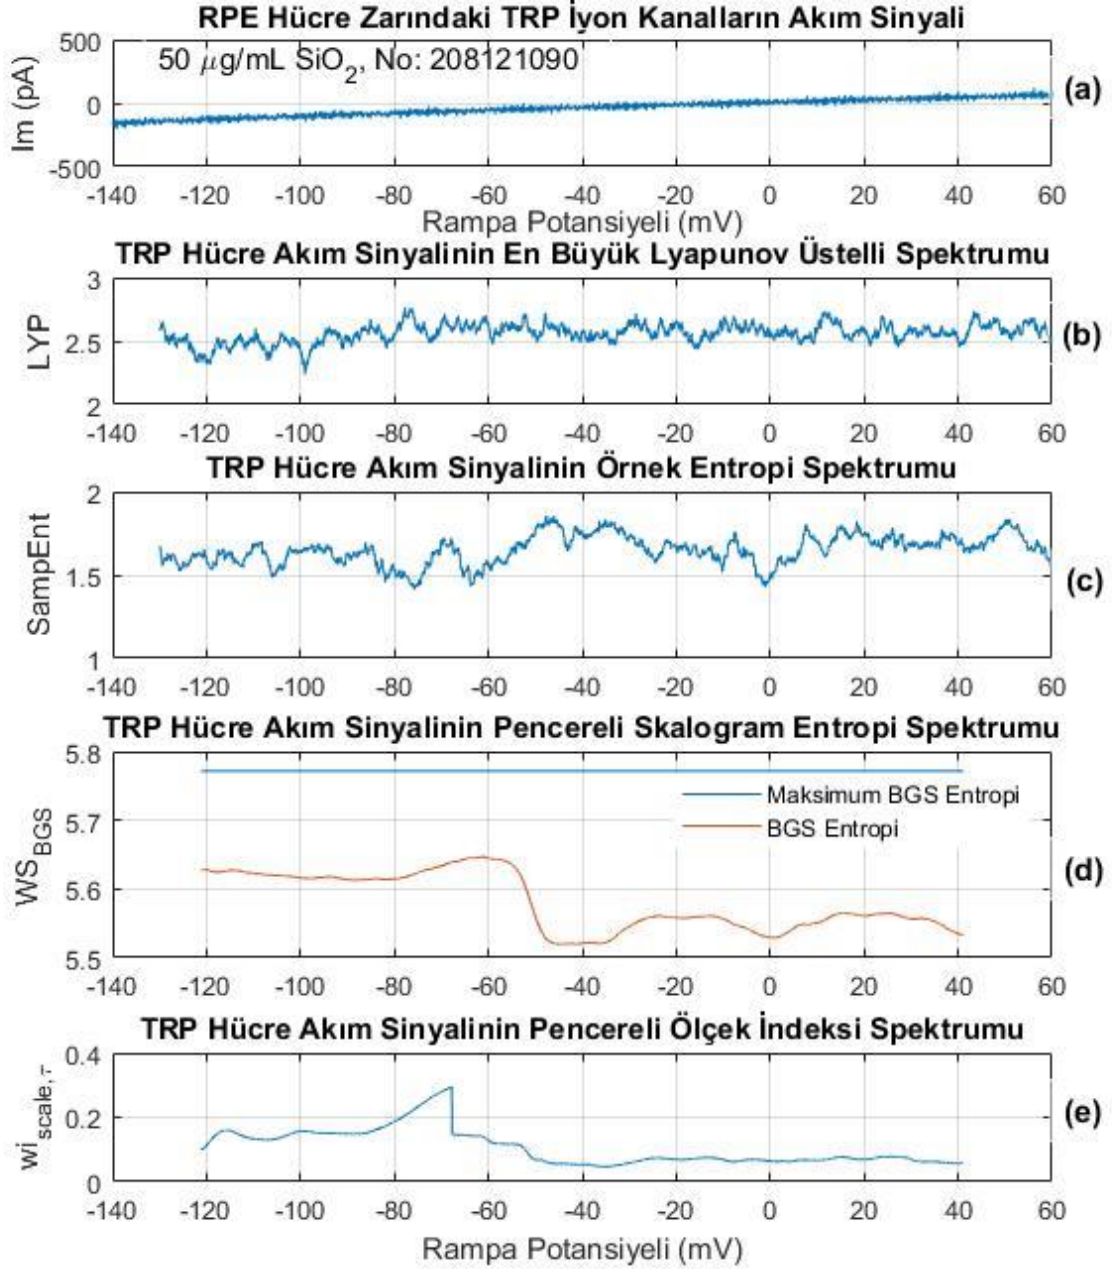 RPE Hücre Zarındaki TRP İyon Kanalların Akım Sinyali
50 μg/mL SiO2, No: 208121090
Im (pA)
500
0
-500
(a)
-140 -120 -100 -80 -60 -40 -20 0 20 40 60
Rampa Potansiyeli (mV)
TRP Hücre Akım Sinyalinin En Büyük Lyapunov Üstelli Spektrumu
LYP
3
2.5
2
(b)
-140 -120 -100 -80 -60 -40 -20 0 20 40 60
TRP Hücre Akım Sinyalinin Örnek Entropi Spektrumu
SampEnt
2
1.5
1
(c)
-140 -120 -100 -80 -60 -40 -20 0 20 40 60
TRP Hücre Akım Sinyalinin Pencereli Skalogram Entropi Spektrumu
WSBGS
5.8
5.7
5.6
5.5
Maksimum BGS Entropi
BGS Entropi
(d)
-140 -120 -100 -80 -60 -40 -20 0 20 40 60
TRP Hücre Akım Sinyalinin Pencereli Ölçek İndeksi Spektrumu
wiscale,τ
0.4
0.2
0
(e)
-140 -120 -100 -80 -60 -40 -20 0 20 40 60
Rampa Potansiyeli (mV)